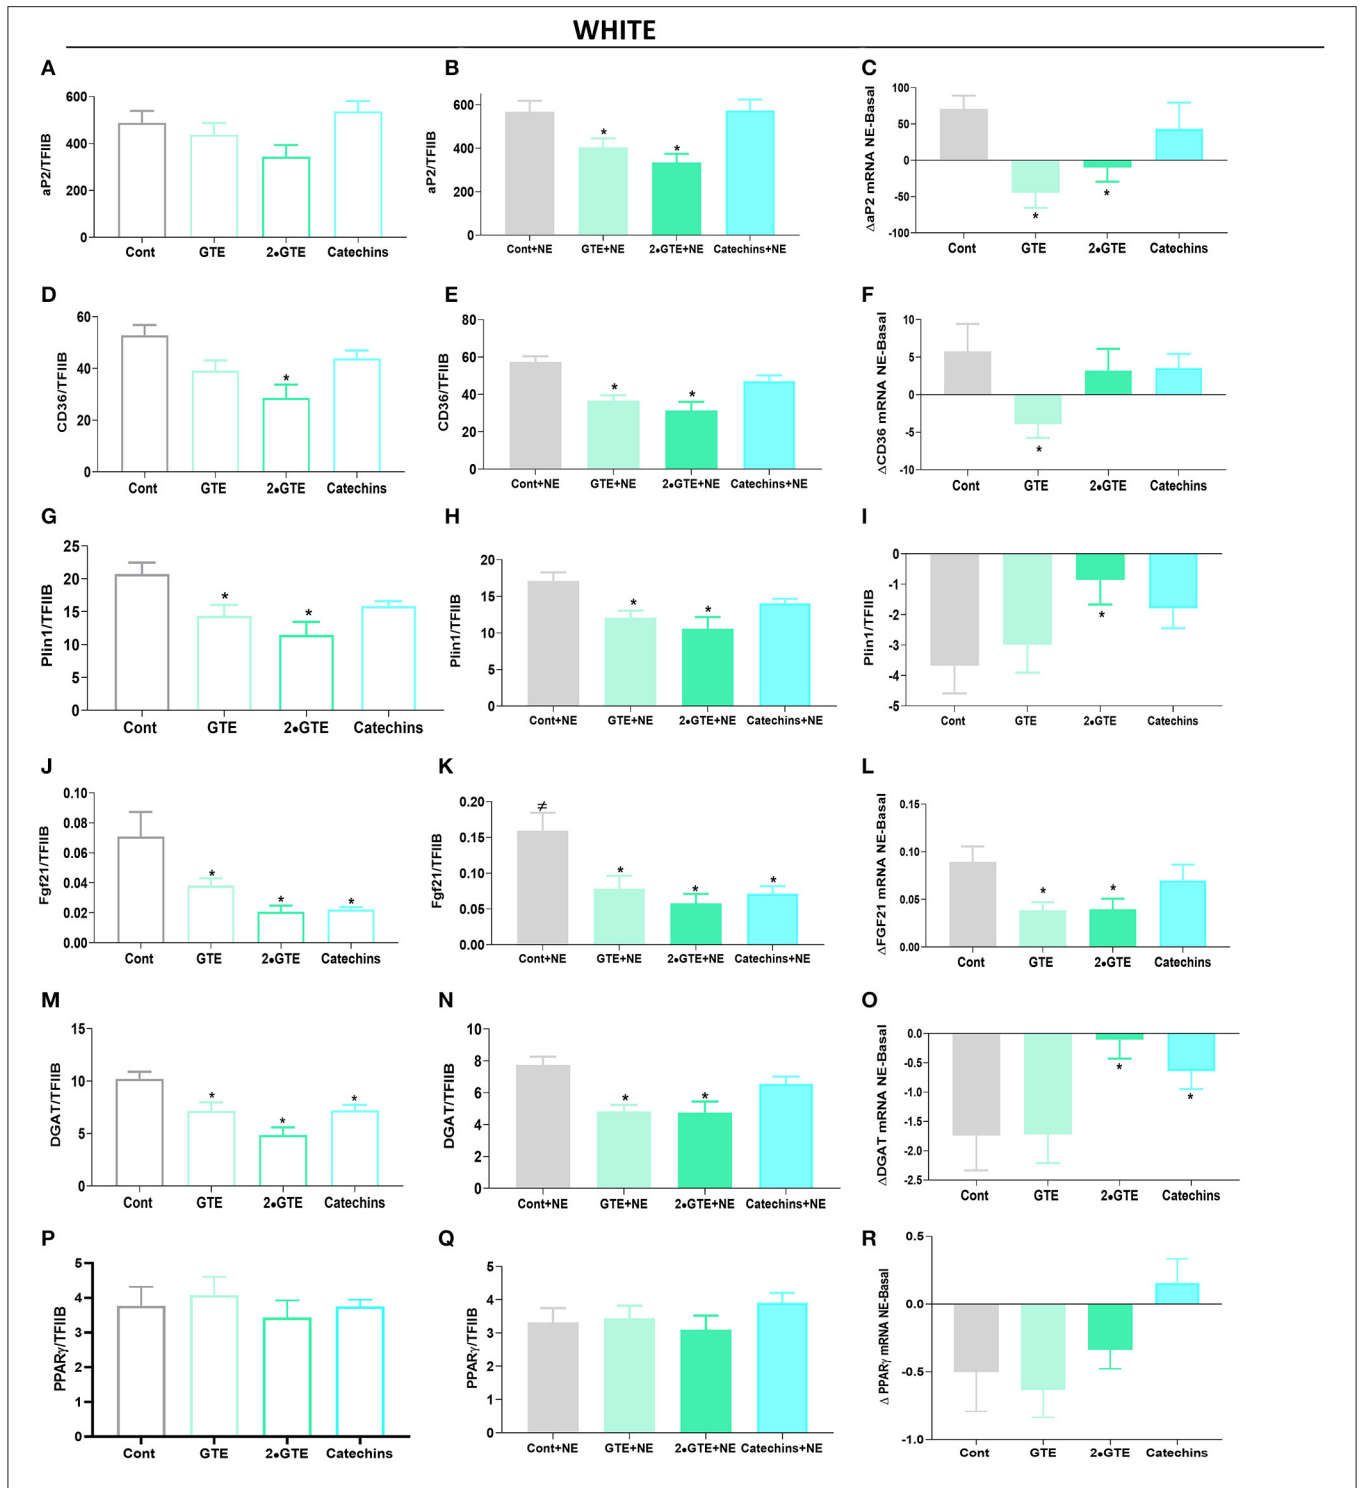 WHITE
A
B
C
aP2/TFIIB
600
400
200
0
Cont GTE 2•GTE Catechins
aP2/TFIIB
600
400
200
0
* *
Cont+NE GTE+NE 2•GTE+NE Catechins+NE
ΔaP2 mRNA NE-Basal
100
50
0
-50
-100
* *
Cont GTE 2•GTE Catechins
D
E
F
CD36/TFIIB
60
40
20
0
*
Cont GTE 2•GTE Catechins
CD36/TFIIB
80
60
40
20
0
* *
Cont+NE GTE+NE 2•GTE+NE Catechins+NE
ΔCD36 mRNA NE-Basal
10
5
0
-5
-10
*
Cont GTE 2•GTE Catechins
G
H
I
Plin1/TFIIB
25
20
15
10
5
0
* *
Cont GTE 2•GTE Catechins
Plin1/TFIIB
20
15
10
5
0
* *
Cont+NE GTE+NE 2•GTE+NE Catechins+NE
Plin1/TFIIB
0
-1
-2
-3
-4
-5
*
Cont GTE 2•GTE Catechins
J
K
L
Fgf21/TFIIB
0.10
0.08
0.06
0.04
0.02
0.00
* * *
Cont GTE 2•GTE Catechins
Fgf21/TFIIB
0.20
0.15
0.10
0.05
0.00
≠ * * *
Cont+NE GTE+NE 2•GTE+NE Catechins+NE
ΔFGF21 mRNA NE-Basal
0.15
0.10
0.05
0.00
* *
Cont GTE 2•GTE Catechins
M
N
O
DGAT/TFIIB
15
10
5
0
* * *
Cont GTE 2•GTE Catechins
DGAT/TFIIB
10
8
6
4
2
0
* *
Cont+NE GTE+NE 2•GTE+NE Catechins+NE
ΔDGAT mRNA NE-Basal
0.0
-0.5
-1.0
-1.5
-2.0
-2.5
* *
Cont GTE 2•GTE Catechins
P
Q
R
PPARγ/TFIIB
5
4
3
2
1
0
Cont GTE 2•GTE Catechins
PPARγ/TFIIB
5
4
3
2
1
0
Cont+NE GTE+NE 2•GTE+NE Catechins+NE
Δ PPARγ mRNA NE-Basal
0.5
0.0
-0.5
-1.0
Cont GTE 2•GTE Catechins